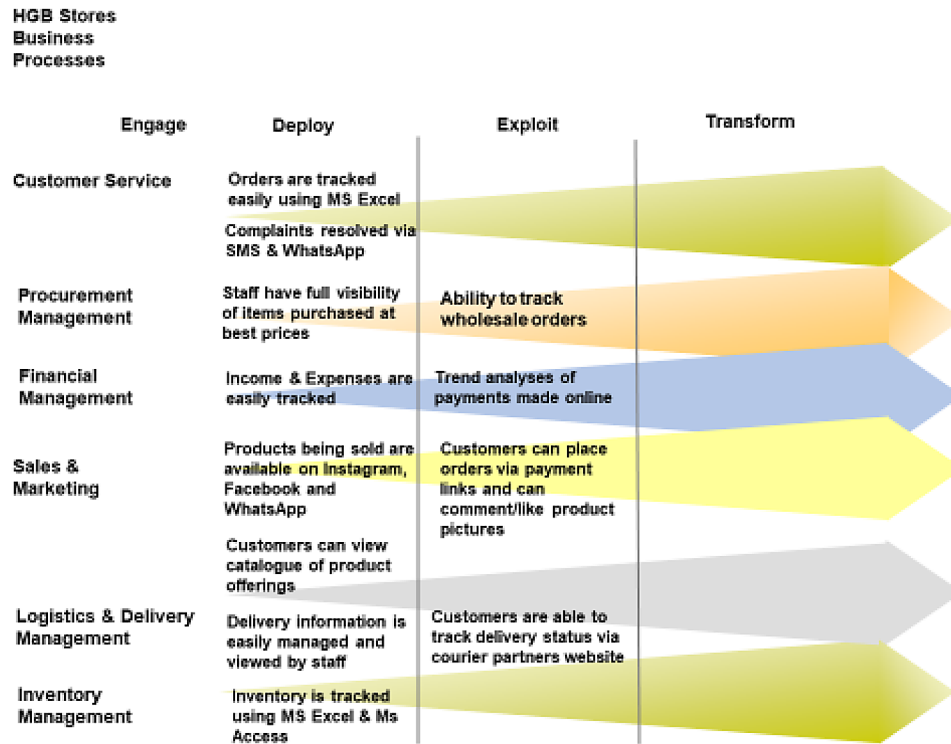 HGB Stores
Business
Processes
Engage
Deploy
Exploit
Transform
Customer Service
Orders are tracked
easily using MS Excel
Complaints resolved via
SMS & WhatsApp
Procurement
Management
Staff have full visibility
of items purchased at
best prices
Ability to track
wholesale orders
Financial
Management
Income & Expenses are
easily tracked
Trend analyses of
payments made online
Sales &
Marketing
Products being sold are
available on Instagram,
Facebook and
WhatsApp
Customers can place
orders via payment
links and can
comment/like product
pictures
Customers can view
catalogue of product
offerings
Logistics & Delivery
Management
Delivery information is
easily managed and
viewed by staff
Customers are able to
track delivery status via
courier partners website
Inventory
Management
Inventory is tracked
using MS Excel & Ms
Access